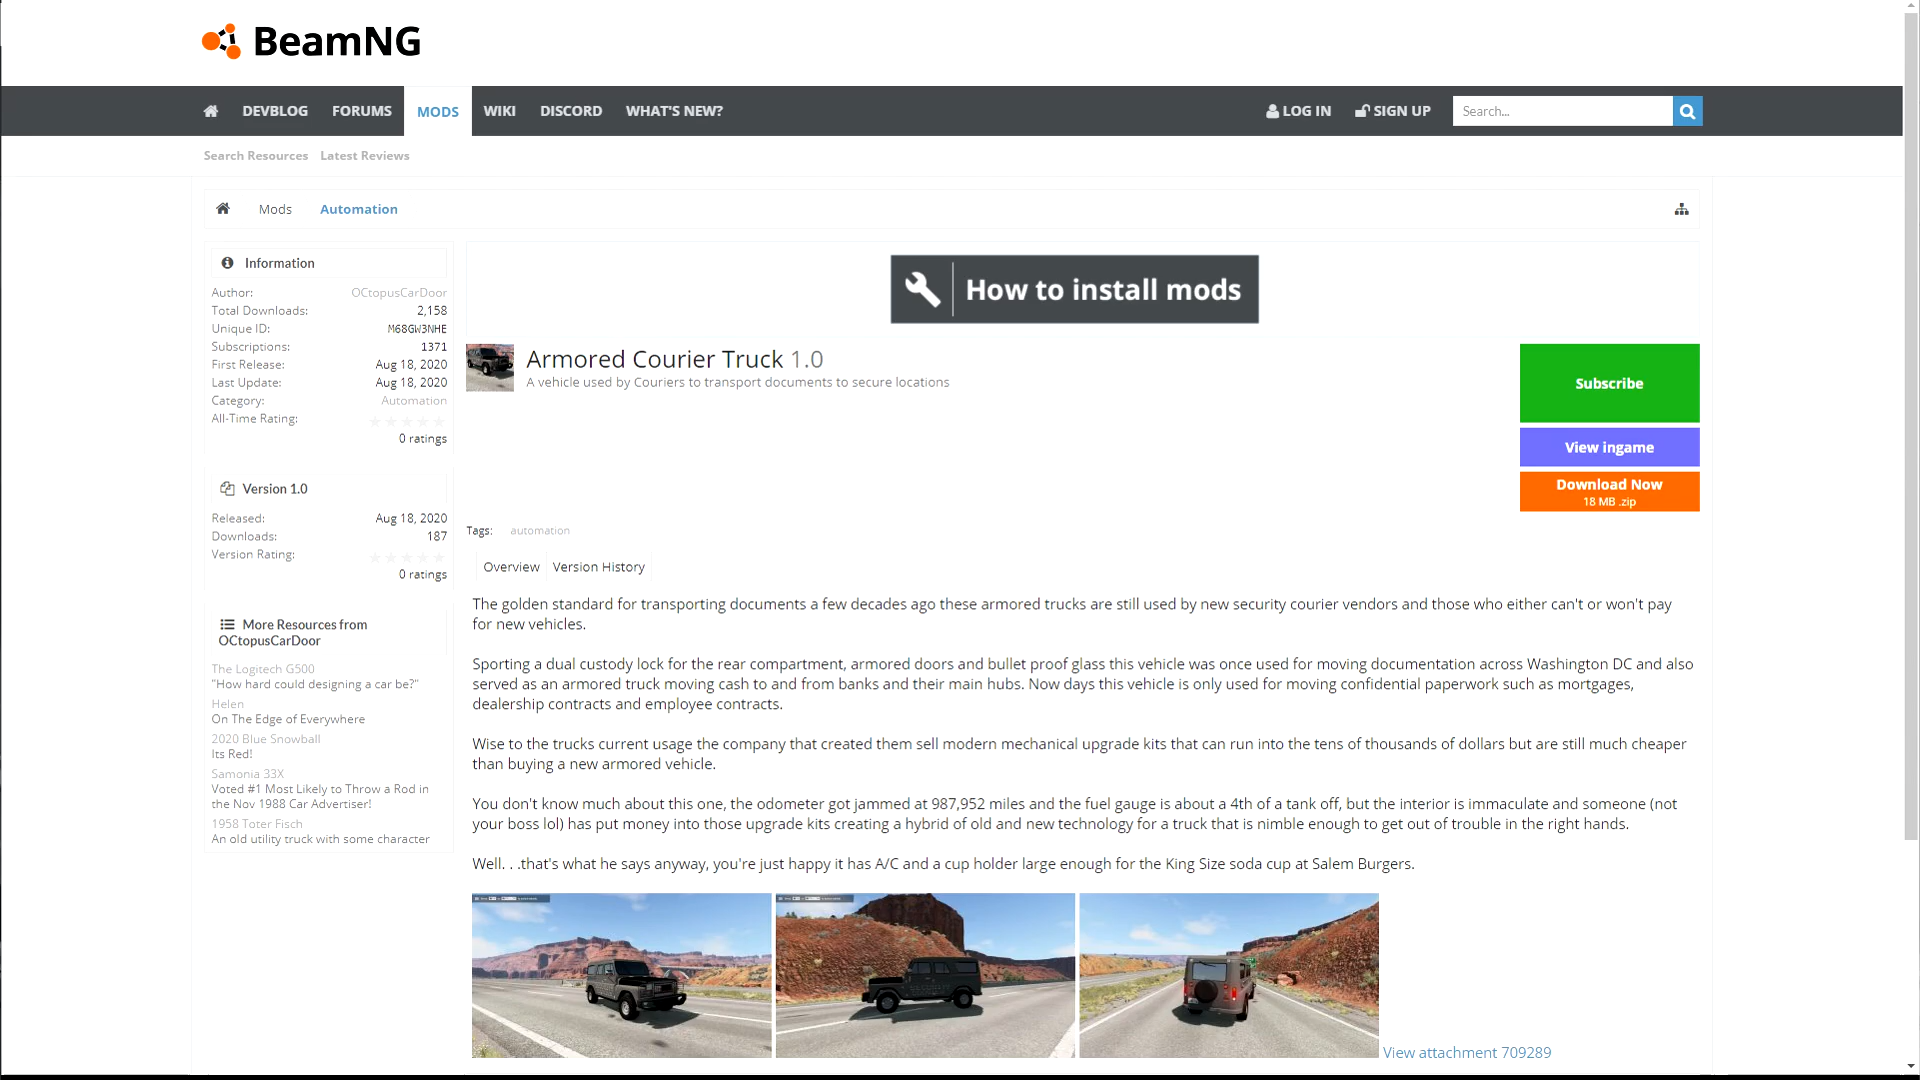 BeamNG
DEVBLOG FORUMS MODS WIKI DISCORD WHAT'S NEW? LOG IN SIGN UP Search...
Search Resources Latest Reviews
Mods Automation
Information
Author: OCtopusCarDoor
Total Downloads: 2,158
Unique ID: M68GW3NHE
Subscriptions: 1371
First Release: Aug 18, 2020
Last Update: Aug 18, 2020
Category: Automation
All-Time Rating:
0 ratings
Version 1.0
Released: Aug 18, 2020
Downloads: 187
Version Rating:
0 ratings
More Resources from
OCtopusCarDoor
The Logitech G500
"How hard could designing a car be?"
Helen
On The Edge of Everywhere
2020 Blue Snowball
Its Red!
Samonia 33X
Voted #1 Most Likely to Throw a Rod in
the Nov 1988 Car Advertiser!
1958 Toter Fisch
An old utility truck with some character
How to install mods
Armored Courier Truck 1.0
A vehicle used by Couriers to transport documents to secure locations
Subscribe
View ingame
Download Now
18 MB .zip
Tags: automation
Overview Version History
The golden standard for transporting documents a few decades ago these armored trucks are still used by new security courier vendors and those who either can't or won't pay
for new vehicles.
Sporting a dual custody lock for the rear compartment, armored doors and bullet proof glass this vehicle was once used for moving documentation across Washington DC and also
served as an armored truck moving cash to and from banks and their main hubs. Now days this vehicle is only used for moving confidential paperwork such as mortgages,
dealership contracts and employee contracts.
Wise to the trucks current usage the company that created them sell modern mechanical upgrade kits that can run into the tens of thousands of dollars but are still much cheaper
than buying a new armored vehicle.
You don't know much about this one, the odometer got jammed at 987,952 miles and the fuel gauge is about a 4th of a tank off, but the interior is immaculate and someone (not
your boss lol) has put money into those upgrade kits creating a hybrid of old and new technology for a truck that is nimble enough to get out of trouble in the right hands.
Well. . .that's what he says anyway, you're just happy it has A/C and a cup holder large enough for the King Size soda cup at Salem Burgers.
View attachment 709289